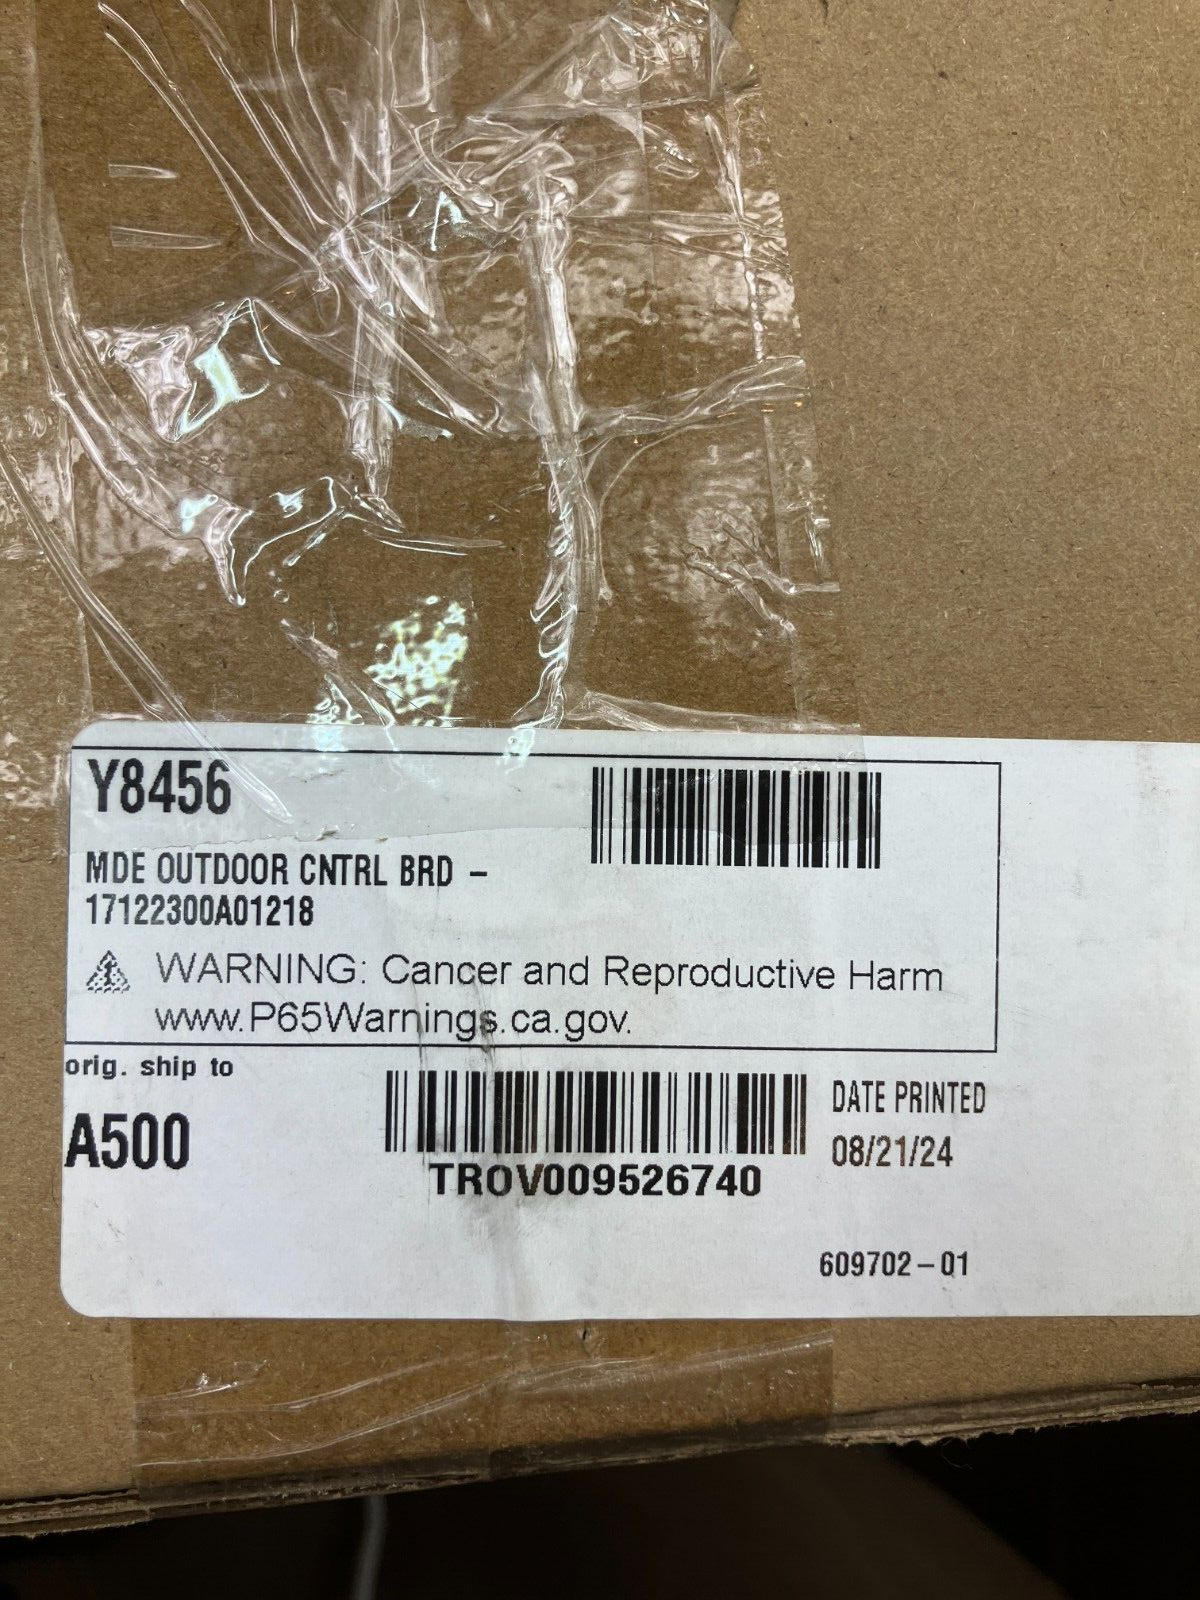 Y8456
MDE OUTDOOR CNTRL BRD -
17122300A01218
WARNING: Cancer and Reproductive Harm
www.P65Warnings.ca.gov.
orig. ship to
A500
TROV009526740
DATE PRINTED
08/21/24
609702-01